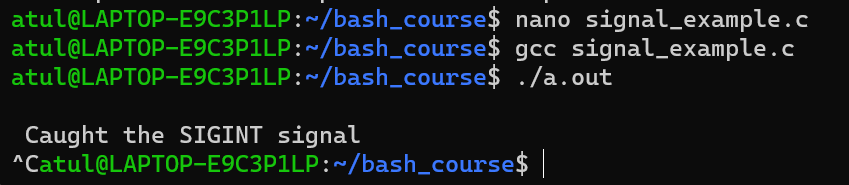 atul@LAPTOP-E9C3P1LP:~/bash_course$ nano signal_example.c
atul@LAPTOP-E9C3P1LP:~/bash_course$ gcc signal_example.c
atul@LAPTOP-E9C3P1LP:~/bash_course$ ./a.out
Caught the SIGINT signal
^Catul@LAPTOP-E9C3P1LP:~/bash_course$